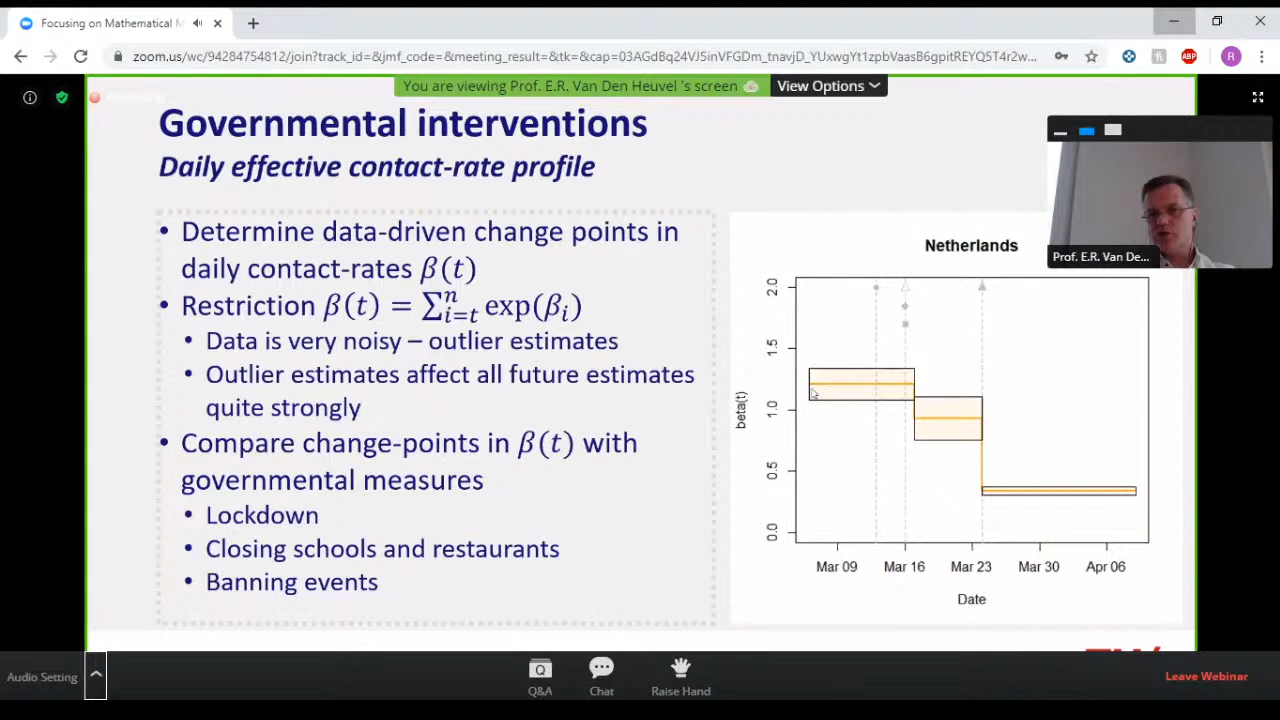 Focusing on Mathematical M
zoom.us/wc/94284754812/join?track_id=&jmf_code=&meeting_result=&tk=&cap=03AGdBq24VJ5inVFGDm_tnavjD_YUxwgYt1zpbVaasB6gpitREYQ5T4r2w...
ABP
R
You are viewing Prof. E.R. Van Den Heuvel 's screen
View Options
Governmental interventions
Daily effective contact-rate profile
• Determine data-driven change points in
daily contact-rates β(t)
• Restriction β(t) = ∑ⁿᵢ₌ₜ exp(βᵢ)
• Data is very noisy – outlier estimates
• Outlier estimates affect all future estimates
quite strongly
• Compare change-points in β(t) with
governmental measures
• Lockdown
• Closing schools and restaurants
• Banning events
Prof. E.R. Van De...
Netherlands
beta(t)
2.0
1.5
1.0
0.5
0.0
Mar 09 Mar 16 Mar 23 Mar 30 Apr 06
Date
Audio Setting
Q&A
Chat
Raise Hand
Leave Webinar